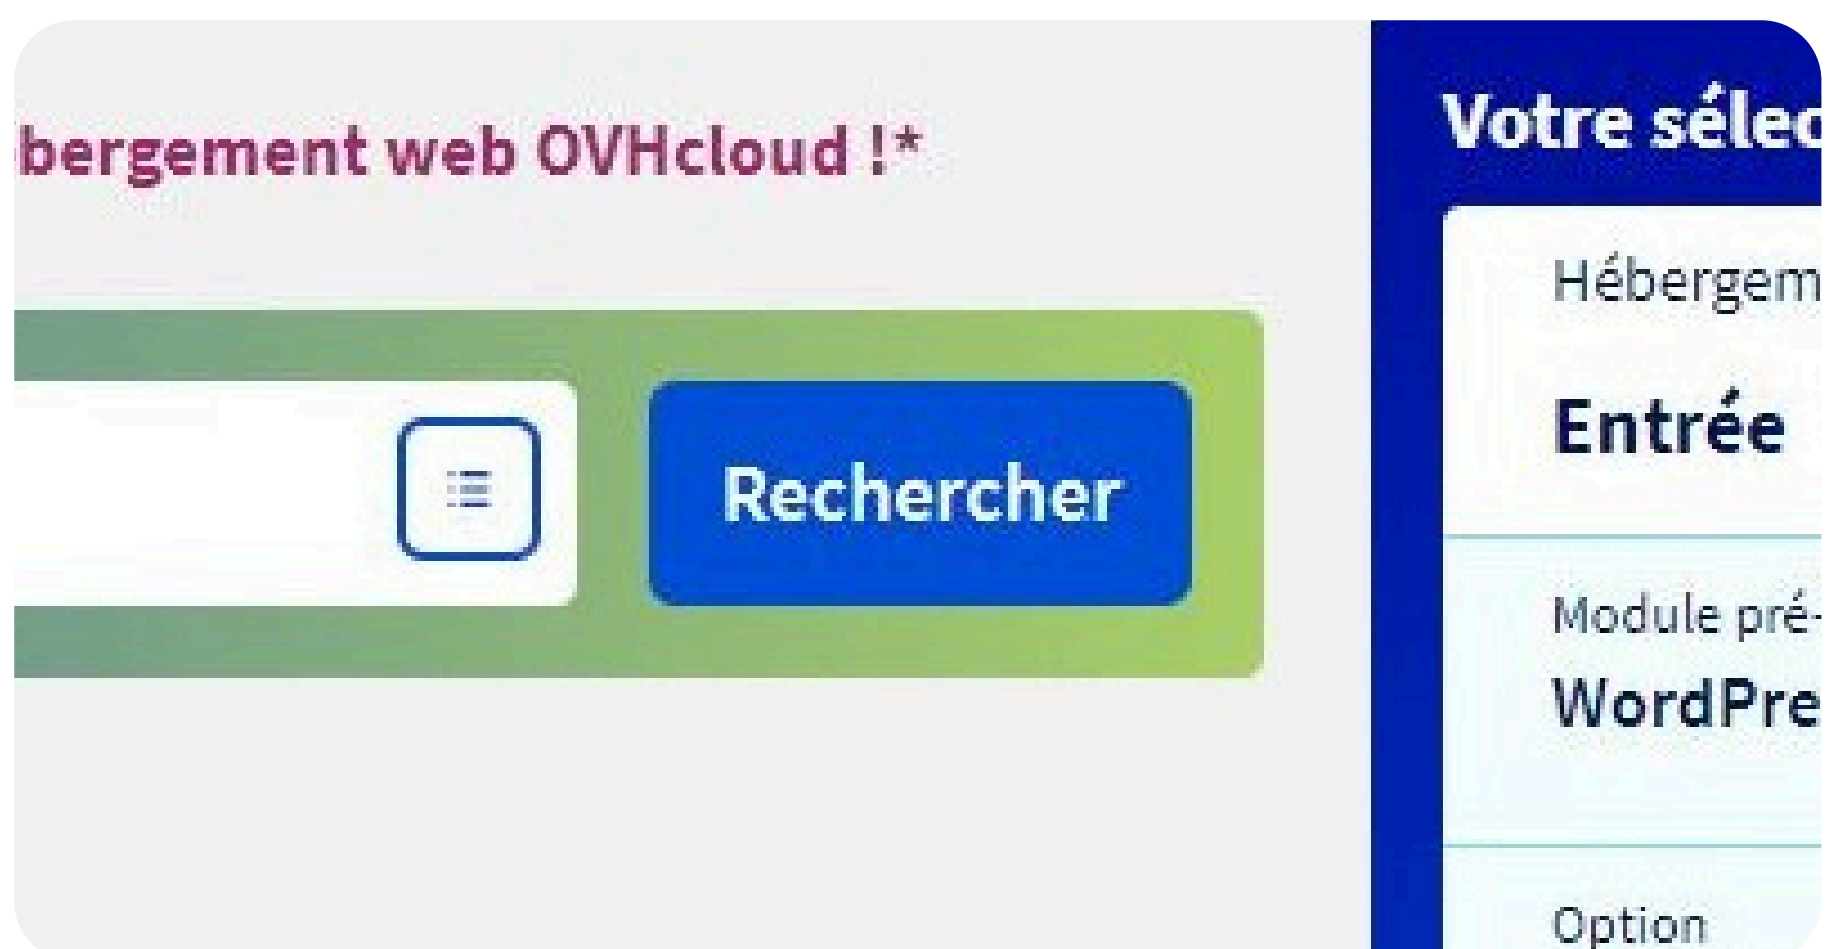 bergement web OVHcloud !*
Rechercher
Votre sélec
Hébergem
Entrée
Module pré-
WordPre
Option